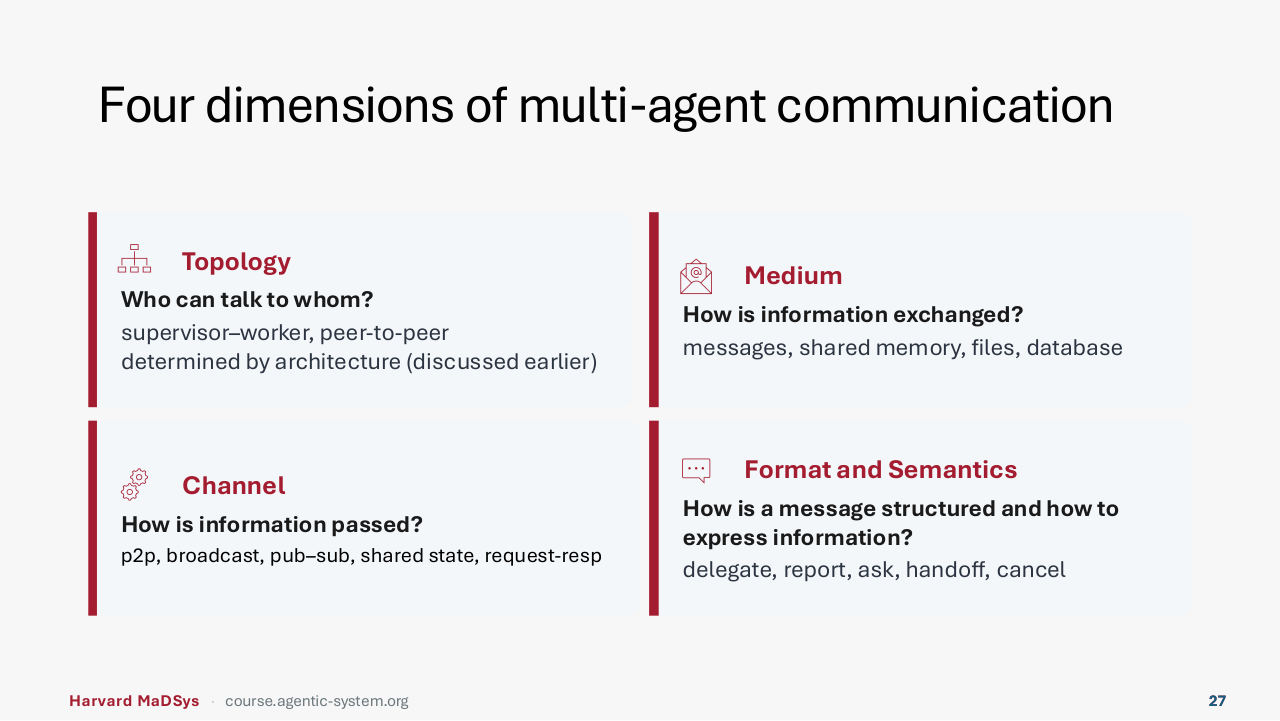 Four dimensions of multi-agent communication
Topology
Who can talk to whom?
supervisor–worker, peer-to-peer
determined by architecture (discussed earlier)
Medium
How is information exchanged?
messages, shared memory, files, database
Channel
How is information passed?
p2p, broadcast, pub–sub, shared state, request-resp
Format and Semantics
How is a message structured and how to
express information?
delegate, report, ask, handoff, cancel
Harvard MaDSys · course.agentic-system.org
27